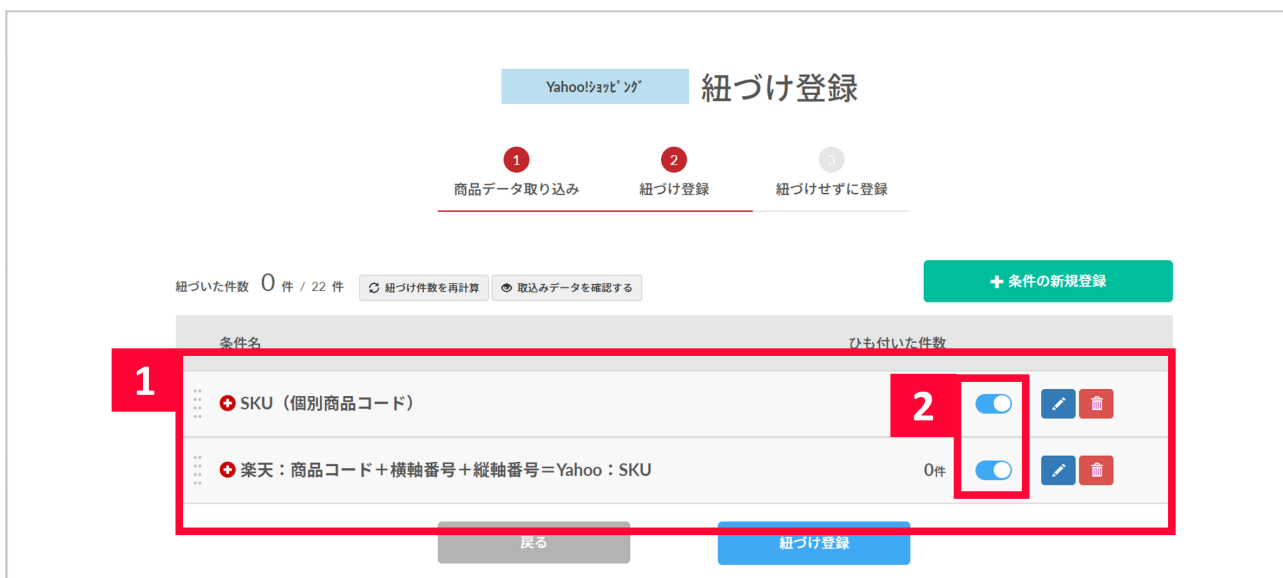 Yahoo!ｼｮｯﾋﾟﾝｸﾞ 紐づけ登録
1 2 3
商品データ取り込み 紐づけ登録 紐づけせずに登録
紐づいた件数 0 件 / 22 件 紐づけ件数を再計算 取込みデータを確認する 条件の新規登録
条件名 ひも付いた件数
1
SKU（個別商品コード） 2
楽天：商品コード＋横軸番号＋縦軸番号＝Yahoo：SKU 0件
戻る 紐づけ登録